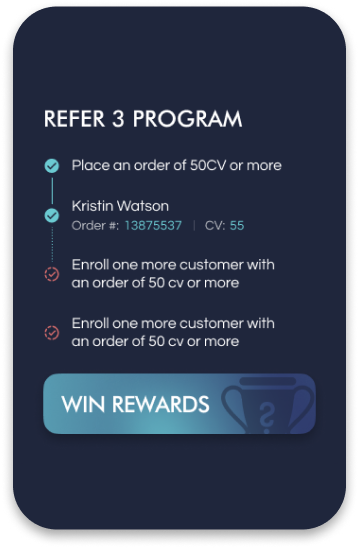 REFER 3 PROGRAM
Place an order of 50CV or more
Kristin Watson
Order #: 13875537 | CV: 55
Enroll one more customer with
an order of 50 cv or more
Enroll one more customer with
an order of 50 cv or more
WIN REWARDS